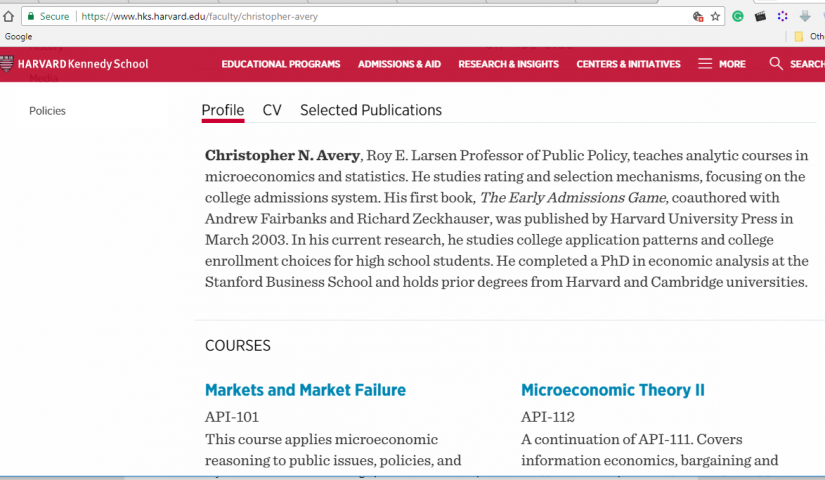 Secure https://www.hks.harvard.edu/faculty/christopher-avery
Google
Othe
HARVARD Kennedy School
EDUCATIONAL PROGRAMS ADMISSIONS & AID RESEARCH & INSIGHTS CENTERS & INITIATIVES MORE SEARCH
Media
Policies
Profile CV Selected Publications
Christopher N. Avery, Roy E. Larsen Professor of Public Policy, teaches analytic courses in
microeconomics and statistics. He studies rating and selection mechanisms, focusing on the
college admissions system. His first book, The Early Admissions Game, coauthored with
Andrew Fairbanks and Richard Zeckhauser, was published by Harvard University Press in
March 2003. In his current research, he studies college application patterns and college
enrollment choices for high school students. He completed a PhD in economic analysis at the
Stanford Business School and holds prior degrees from Harvard and Cambridge universities.
COURSES
Markets and Market Failure
API-101
This course applies microeconomic
reasoning to public issues, policies, and
Microeconomic Theory II
API-112
A continuation of API-111. Covers
information economics, bargaining and